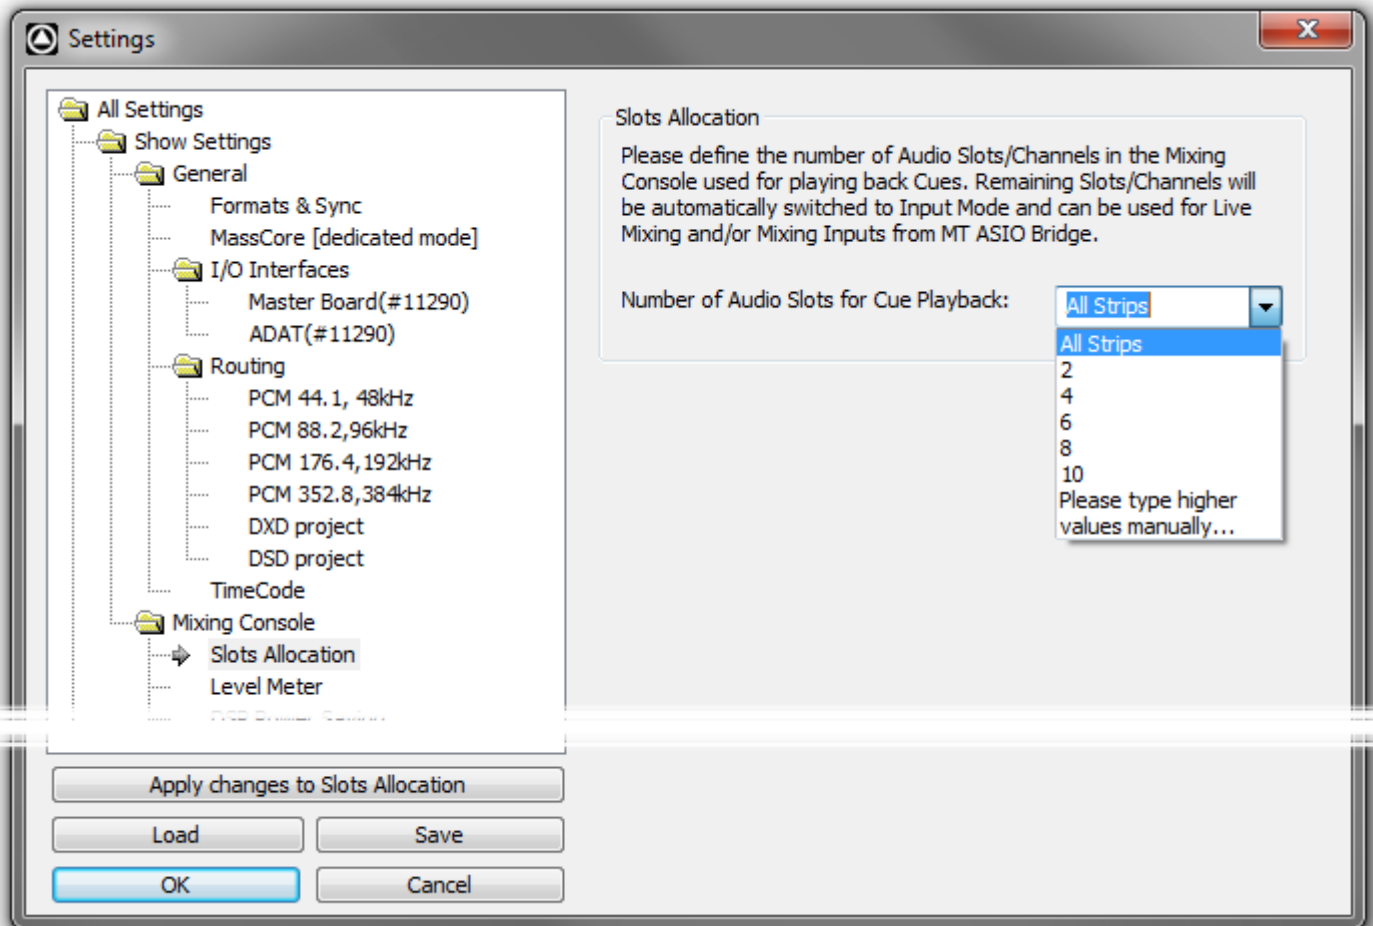 Settings
All Settings
Show Settings
General
Formats & Sync
MassCore [dedicated mode]
I/O Interfaces
Master Board(#11290)
ADAT(#11290)
Routing
PCM 44.1, 48kHz
PCM 88.2,96kHz
PCM 176.4,192kHz
PCM 352.8,384kHz
DXD project
DSD project
TimeCode
Mixing Console
Slots Allocation
Level Meter
Apply changes to Slots Allocation
Load
Save
OK
Cancel
Slots Allocation
Please define the number of Audio Slots/Channels in the Mixing
Console used for playing back Cues. Remaining Slots/Channels will
be automatically switched to Input Mode and can be used for Live
Mixing and/or Mixing Inputs from MT ASIO Bridge.
Number of Audio Slots for Cue Playback:
All Strips
All Strips
2
4
6
8
10
Please type higher
values manually...